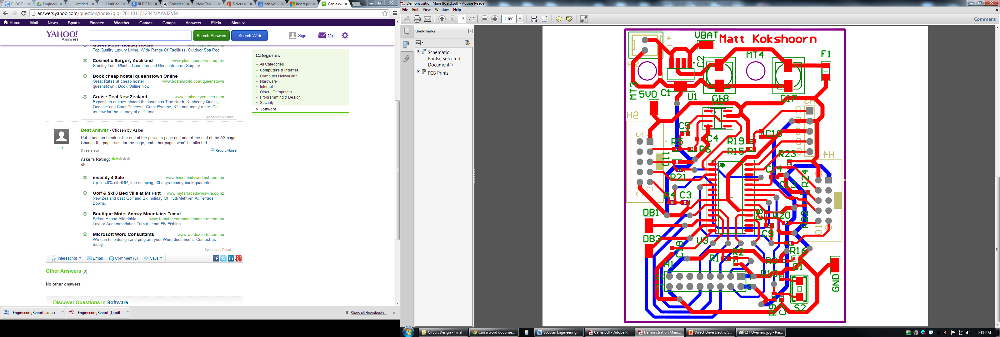 BLDC Ba
Engineer
Untitled
Untitled
BLDC M
Brushles
New Tab
Delete a
can you
insert pd
Can a wo
answers.yahoo.com/question/index?qid=20110115123423AAVJZVM
Home Mail News Sports Finance Weather Games Groups Answers Flickr More
YAHOO!
Answers
Search Answers
Search Web
Sign In
Mail
Queenstown Holiday House www.SpaView.co.nz
Top Quality Luxury Living. Wide Range Of Facilities. Outdoor Spa Pool.
Cosmetic Surgery Auckland www.plasticsurgerynz.org.nz
Stanley Loo - Plastic Cosmetic and Reconstructive Surgery
Book cheap hostel queenstown Online
Great Rates at cheap hostel www.hostelworld.com/queenstown
queenstown . Book Online Now.
Cruise Deal New Zealand www.kimberleycruises.com
Expedition cruises aboard the luxurious True North, Kimberley Quest,
Oceanic and Coral Princess, Great Escape, K2o and many more. Call
us now for the journey of a lifetime.
Sponsored Results
Best Answer - Chosen by Asker
Put a section break at the end of the previous page and one at the end of the A3 page.
Change the paper size for the page, and other pages won't be affected.
?
3 years ago
Report Abuse
Asker's Rating:
ok
insanity 4 Sale www.beachbodyworkout.com.au
Up To 40% off RRP, free shipping, 30 days money back guarantee.
Golf & Ski 3 Bed Villa at Mt Hutt www.myterracedownsvilla.co.nz
New Zealand best Golf and Ski holiday Mt Hutt/Methven At Terrace
Downs.
Boutique Motel Snowy Mountains Tumut
Sefton House Affordable www.tumutaccommodationcentre.com.au
Luxury Accommodation Tumut Learn Fly Fishing.
Microsoft Word Consultants www.wordexperts.com.au
We can help design and program your Word documents. Contact us
today.
Sponsored Results
Interesting! Email Comment (0) Save
Other Answers (0)
No other answers.
Discover Questions in Software
Categories
All Categories
Computers & Internet
Computer Networking
Hardware
Internet
Other - Computers
Programming & Design
Security
Software
EngineeringReport....docx
EngineeringReport (1).pdf
Show all downloads...
Demonstration Main Board.pdf - Adobe Reader
File Edit View Window Help
2 / 2
110%
Comment
Bookmarks
Schematic
Prints("Selected
Document")
PCB Prints
VBAT
Matt Kokshoorn
F1
MT4
C2
MT3
5V0
C1
U1
C18
U2
C17
H5
C5
C4
R5
R6
R19
R15
C10
R23
H4
C11
R21
C14
R24
C13
R4
C3
DB1
C8
R20
R22
C9
DB3
U3
C19
R1
R2
R16
R3
D1
H1
R10
GND
R9
C7
S2
Circuit Design - Final
Can a word docume...
Scooter Engineering ...
Cams.pdf - Adobe R...
Demonstration Main...
Direct Drive Electric S...
I2T Oveview.jpg - Pai...
9:11 PM